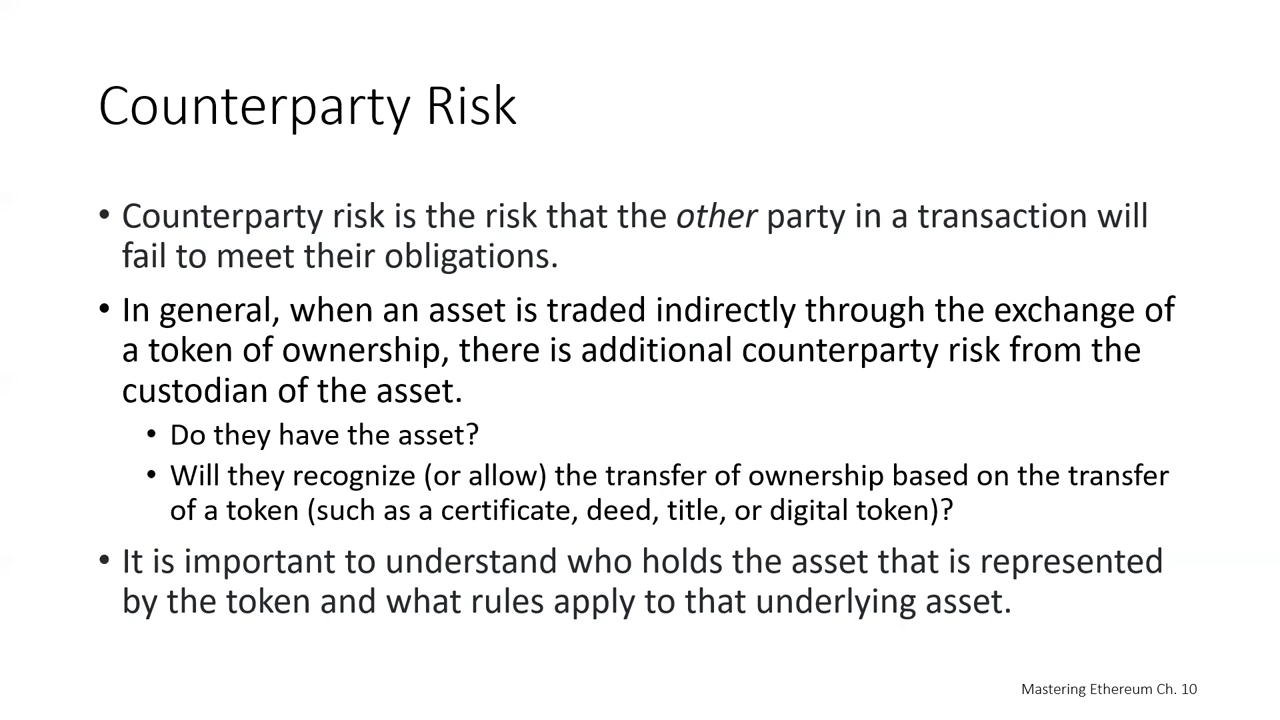 Counterparty Risk
• Counterparty risk is the risk that the other party in a transaction will
fail to meet their obligations.
• In general, when an asset is traded indirectly through the exchange of
a token of ownership, there is additional counterparty risk from the
custodian of the asset.
• Do they have the asset?
• Will they recognize (or allow) the transfer of ownership based on the transfer
of a token (such as a certificate, deed, title, or digital token)?
• It is important to understand who holds the asset that is represented
by the token and what rules apply to that underlying asset.
Mastering Ethereum Ch. 10